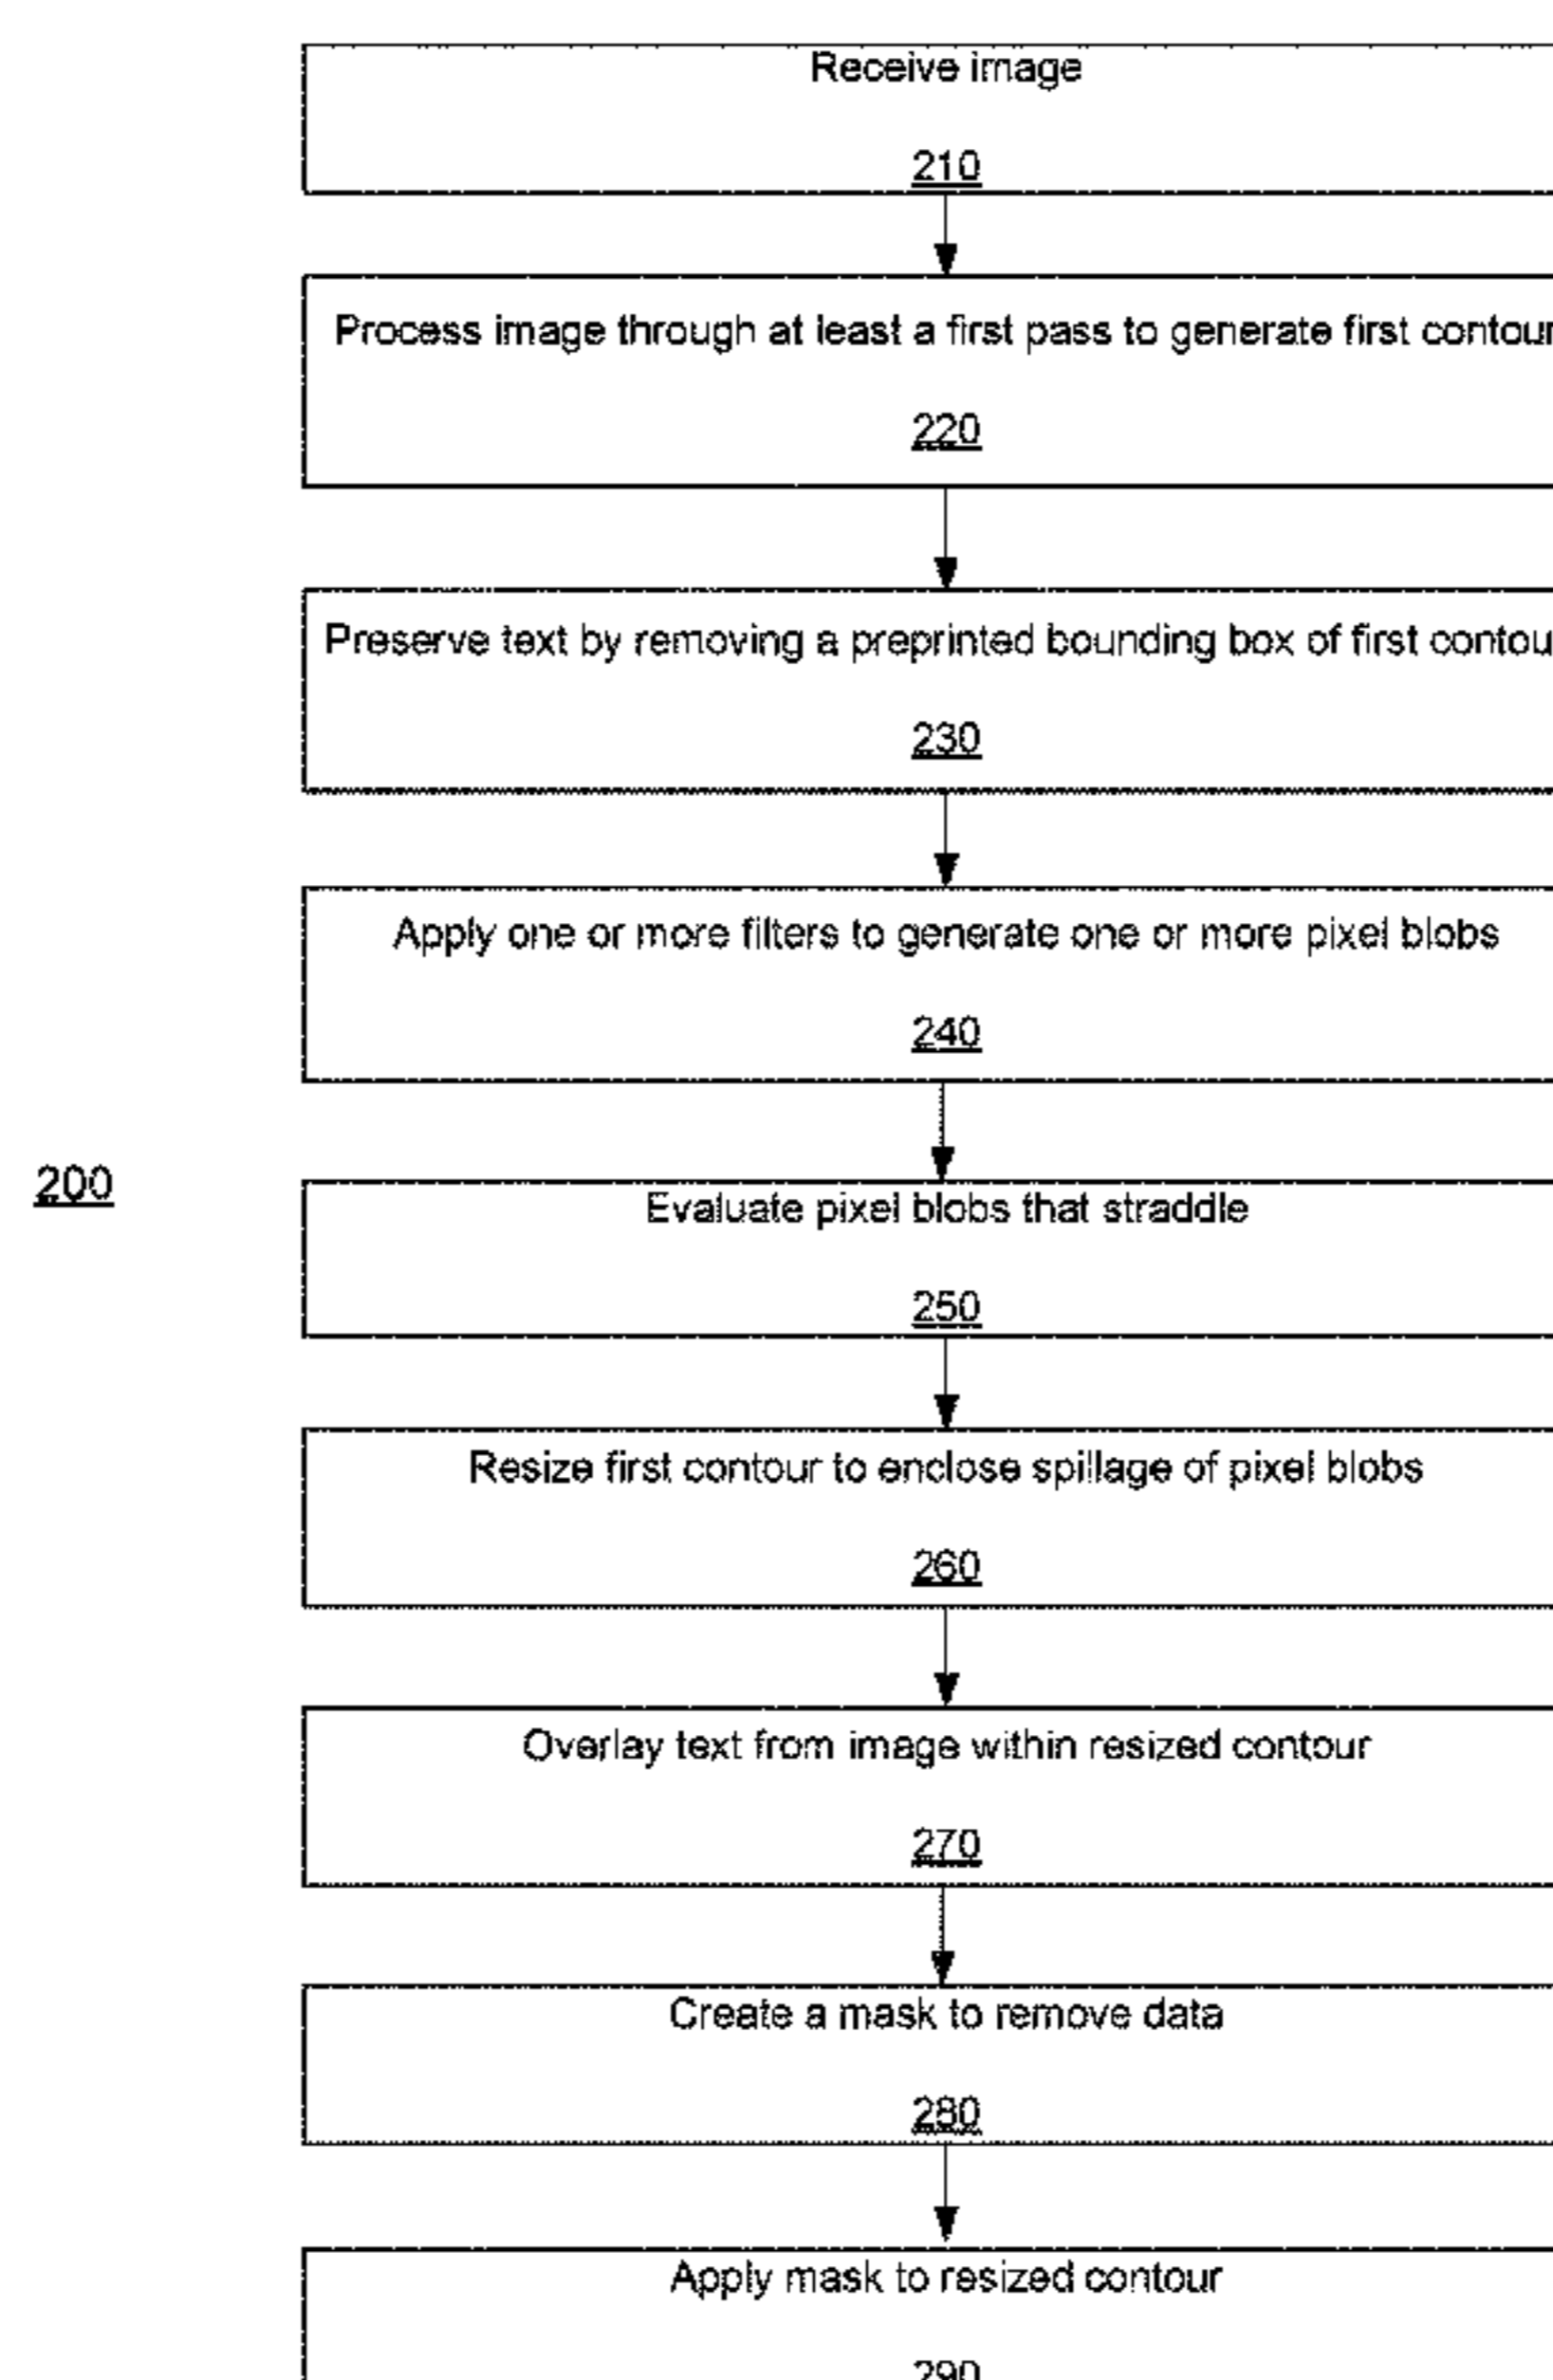 Receive image
210
Process image through at least a first pass to generate first contour
220
Preserve text by removing a preprinted bounding box of first contou
230
Apply one or more filters to generate one or more pixel blobs
240
200
Evaluate pixel blobs that straddle
250
Resize first contour to enclose spillage of pixel blobs
260
Overlay text from image within resized contour
270
Create a mask to remove data
280
Apply mask to resized contour
290